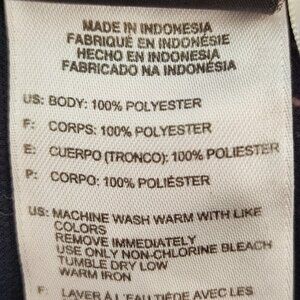 MADE IN INDONESIA
FABRIQUÉ EN INDONÉSIE
HECHO EN INDONESIA
FABRICADO NA INDONÉSIA
US: BODY: 100% POLYESTER
F: CORPS: 100% POLYESTER
E: CUERPO (TRONCO): 100% POLIESTER
P: CORPO: 100% POLIÉSTER
US: MACHINE WASH WARM WITH LIKE
COLORS
REMOVE IMMEDIATELY
USE ONLY NON-CHLORINE BLEACH
TUMBLE DRY LOW
WARM IRON
F: LAVER À L'EAU TIÈDE AVEC LES